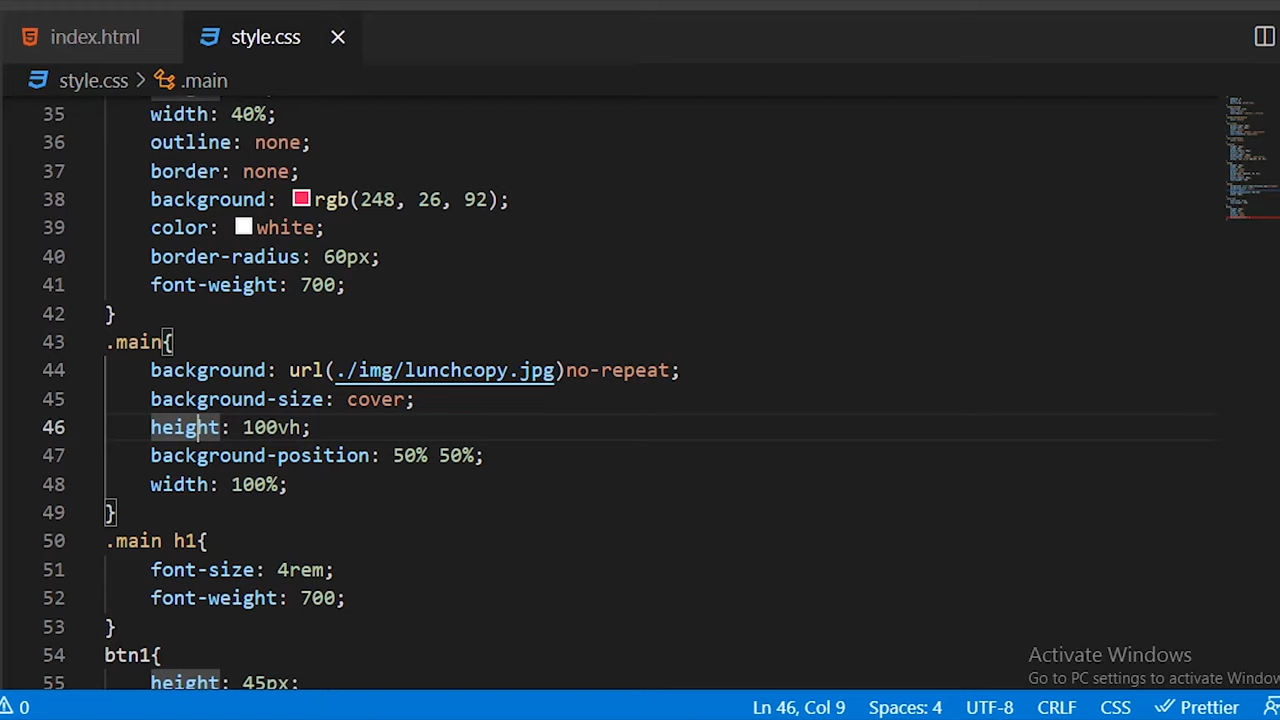 index.html style.css ×
style.css > .main
35 width: 40%;
36 outline: none;
37 border: none;
38 background: rgb(248, 26, 92);
39 color: white;
40 border-radius: 60px;
41 font-weight: 700;
42 }
43 .main{
44 background: url(./img/lunchcopy.jpg)no-repeat;
45 background-size: cover;
46 height: 100vh;
47 background-position: 50% 50%;
48 width: 100%;
49 }
50 .main h1{
51 font-size: 4rem;
52 font-weight: 700;
53 }
54 btn1{
55 height: 45px;
Activate Windows
Go to PC settings to activate Windows
0 Ln 46, Col 9 Spaces: 4 UTF-8 CRLF CSS Prettier